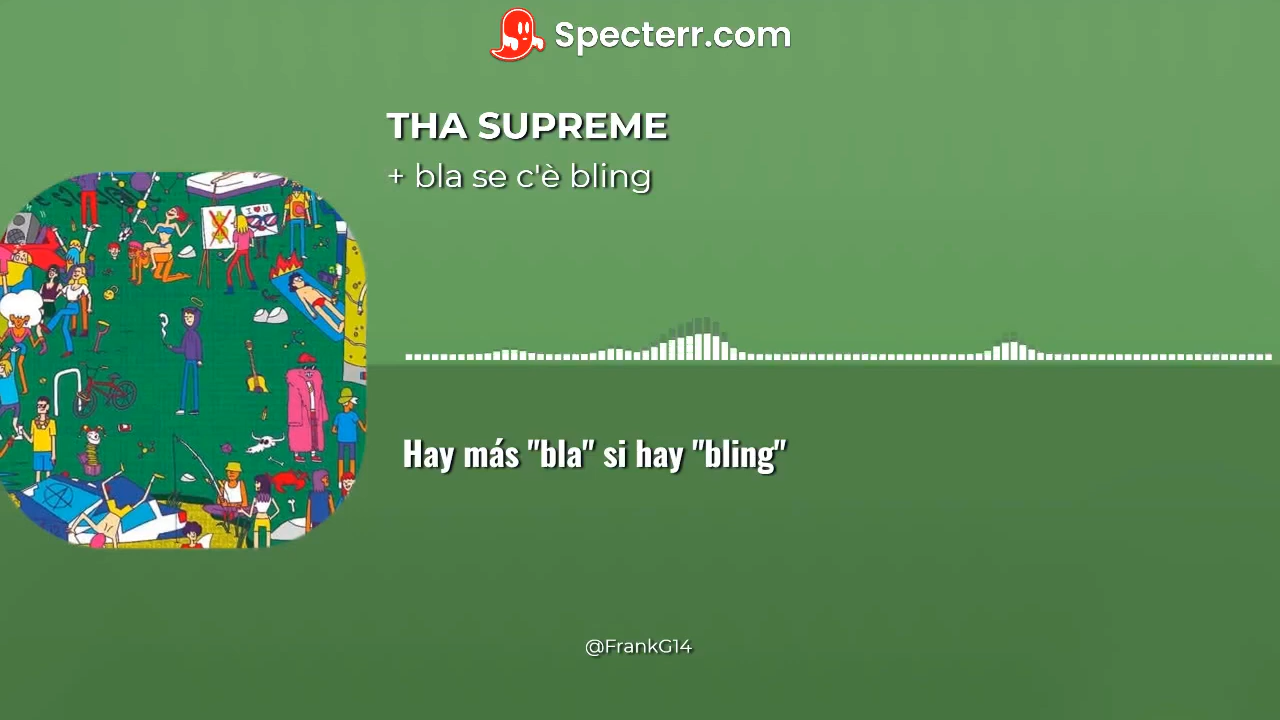 Specterr.com
THA SUPREME
+ bla se c'è bling
I ♥ U
Hay más "bla" si hay "bling"
@FrankG14